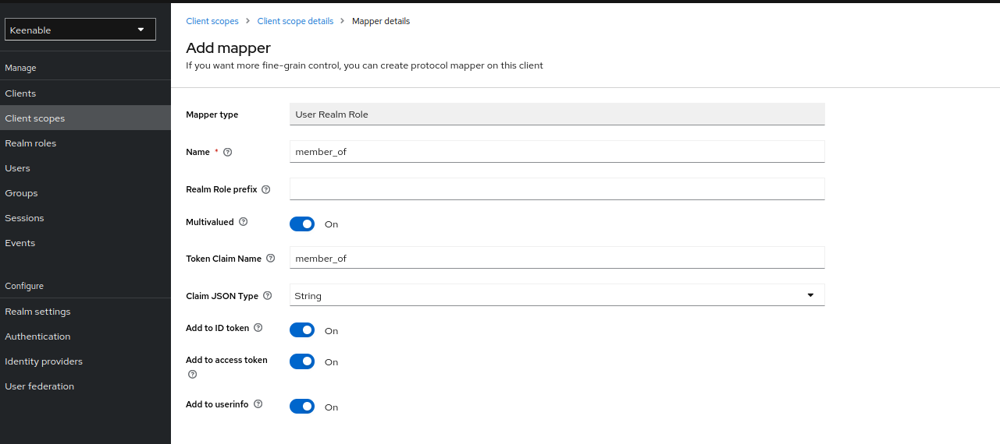 Keenable
Manage
Clients
Client scopes
Realm roles
Users
Groups
Sessions
Events
Configure
Realm settings
Authentication
Identity providers
User federation
Client scopes > Client scope details > Mapper details
Add mapper
If you want more fine-grain control, you can create protocol mapper on this client
Mapper type User Realm Role
Name * member_of
Realm Role prefix
Multivalued On
Token Claim Name member_of
Claim JSON Type String
Add to ID token On
Add to access token On
Add to userinfo On